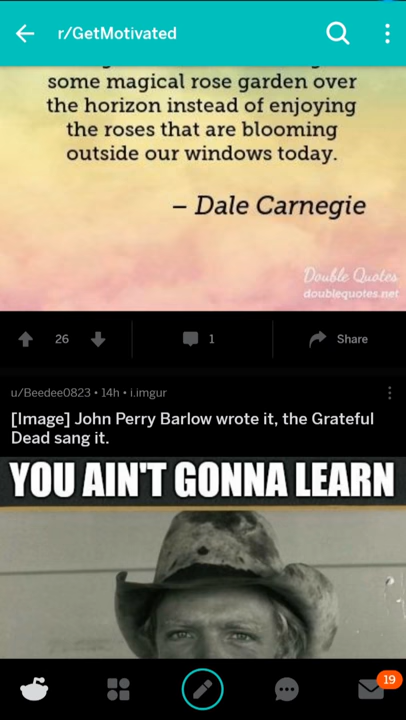 r/GetMotivated
some magical rose garden over
the horizon instead of enjoying
the roses that are blooming
outside our windows today.
– Dale Carnegie
Double Quotes
doublequotes.net
26
1
Share
u/Beedee0823 • 14h • i.imgur
[Image] John Perry Barlow wrote it, the Grateful
Dead sang it.
YOU AIN'T GONNA LEARN
19